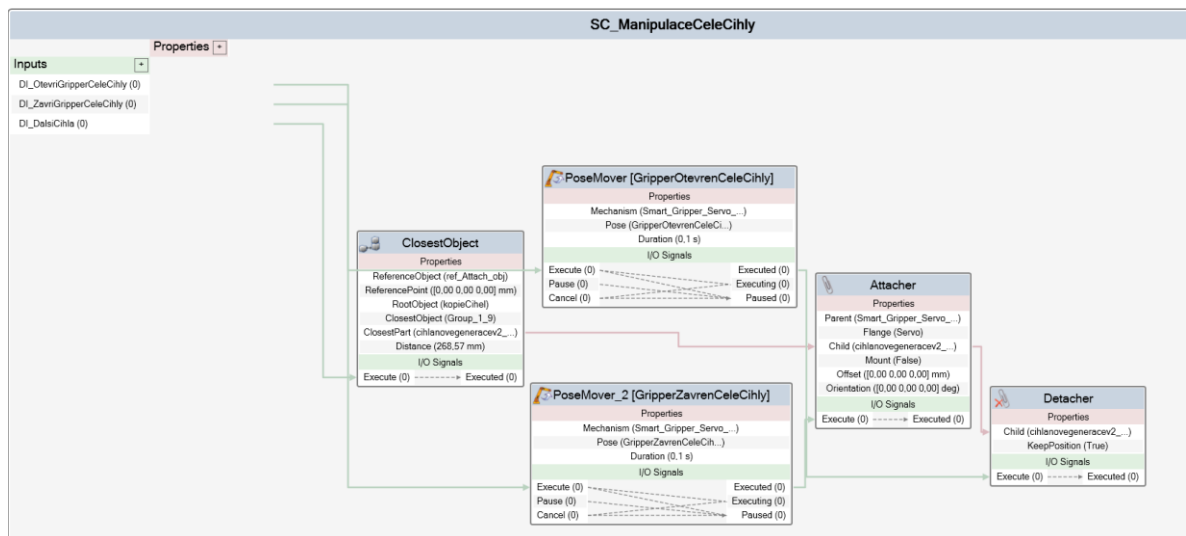 SC_ManipulaceCeleCihly
Properties +
Inputs +
DI_OtevriGripperCeleCihly (0)
DI_ZavriGripperCeleCihly (0)
DI_DalsiCihla (0)
PoseMover [GripperOtevrenCeleCihly]
Properties
Mechanism (Smart_Gripper_Servo_...)
Pose (GripperOtevrenCeleCi...)
Duration (0,1 s)
I/O Signals
Execute (0) Executed (0)
Pause (0) Executing (0)
Cancel (0) Paused (0)
ClosestObject
Properties
ReferenceObject (ref_Attach_obj)
ReferencePoint ([0,00 0,00 0,00] mm)
RootObject (kopieCihel)
ClosestObject (Group_1_9)
ClosestPart (cihlanovegeneracev2_...)
Distance (268,57 mm)
I/O Signals
Execute (0) Executed (0)
Attacher
Properties
Parent (Smart_Gripper_Servo_...)
Flange (Servo)
Child (cihlanovegeneracev2_...)
Mount (False)
Offset ([0,00 0,00 0,00] mm)
Orientation ([0,00 0,00 0,00] deg)
I/O Signals
Execute (0) Executed (0)
PoseMover_2 [GripperZavrenCeleCihly]
Properties
Mechanism (Smart_Gripper_Servo_...)
Pose (GripperZavrenCeleCih...)
Duration (0,1 s)
I/O Signals
Execute (0) Executed (0)
Pause (0) Executing (0)
Cancel (0) Paused (0)
Detacher
Properties
Child (cihlanovegeneracev2_...)
KeepPosition (True)
I/O Signals
Execute (0) Executed (0)